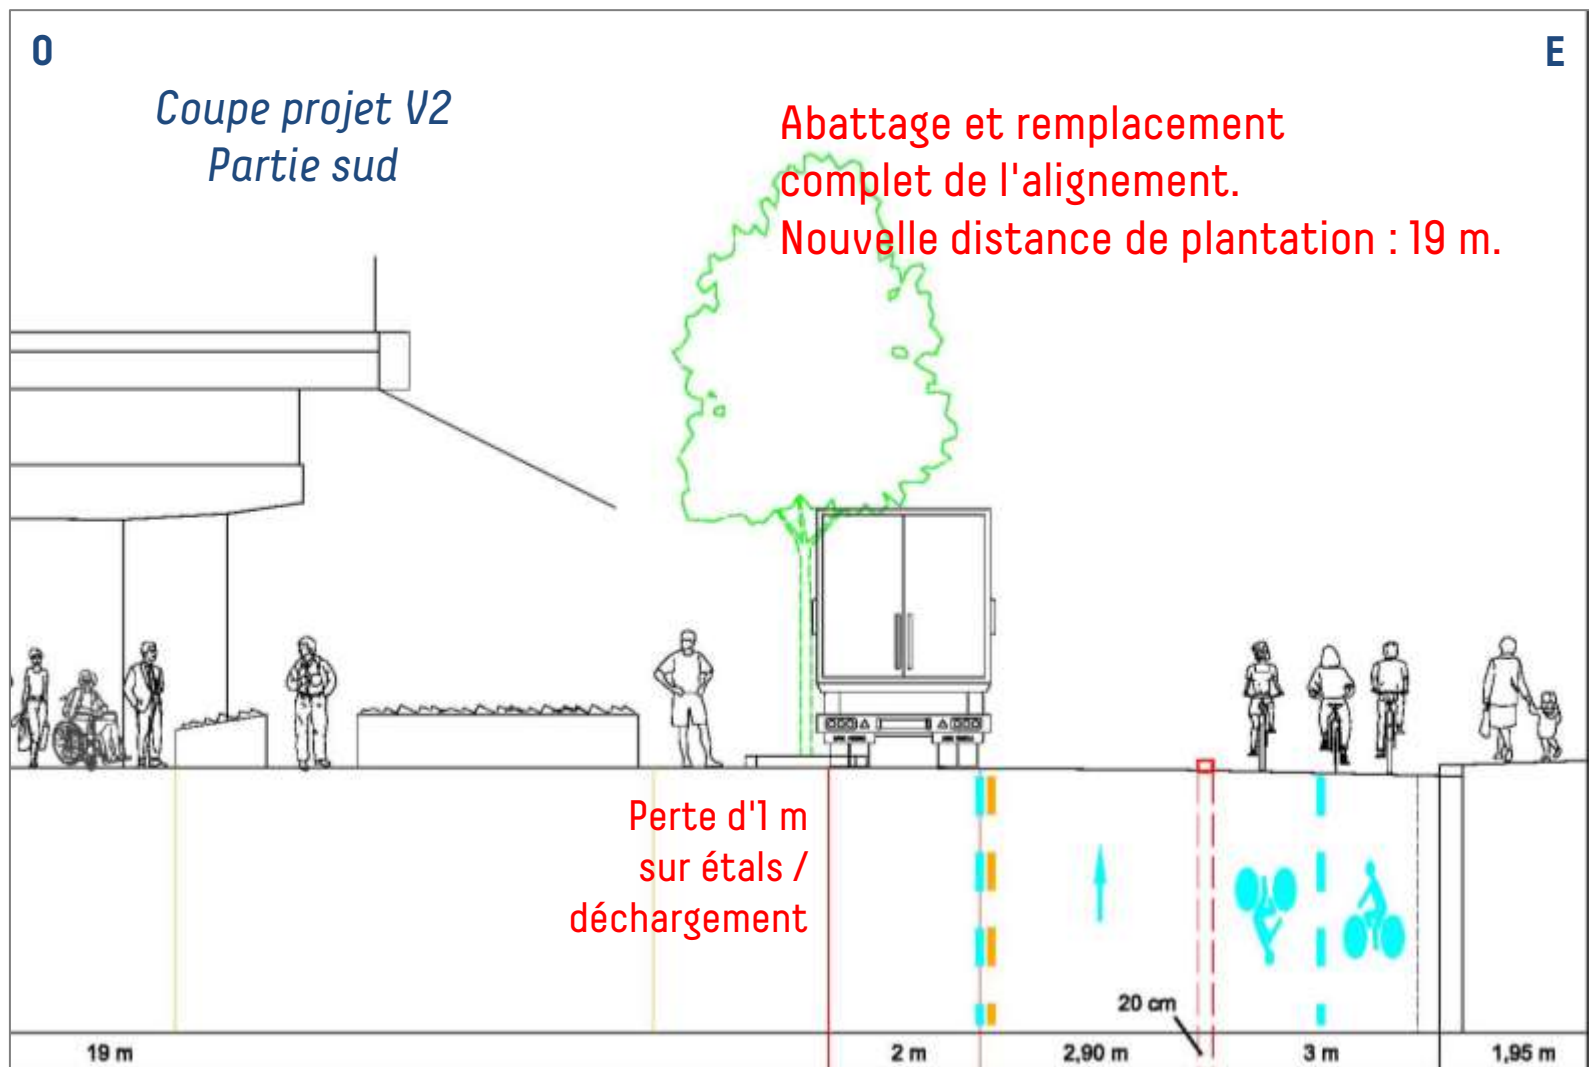 O
E
Coupe projet V2
Partie sud
Abattage et remplacement
complet de l'alignement.
Nouvelle distance de plantation : 19 m.
Perte d'1 m
sur étals /
déchargement
20 cm
19 m
2 m
2,90 m
3 m
1,95 m